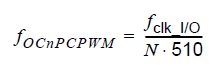 f_OCnPCPWM = f_clk_I/O / N · 510